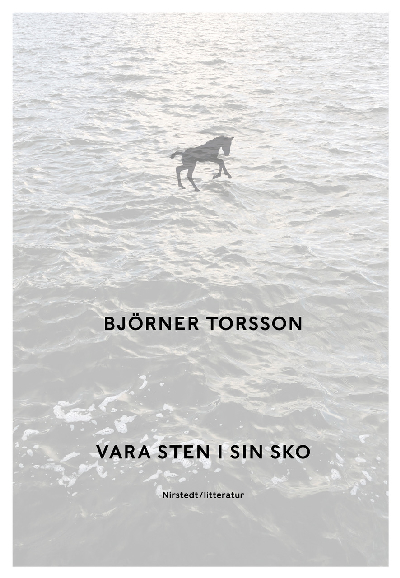 BJÖRNER TORSSON
VARA STEN I SIN SKO
Nirstedt/litteratur